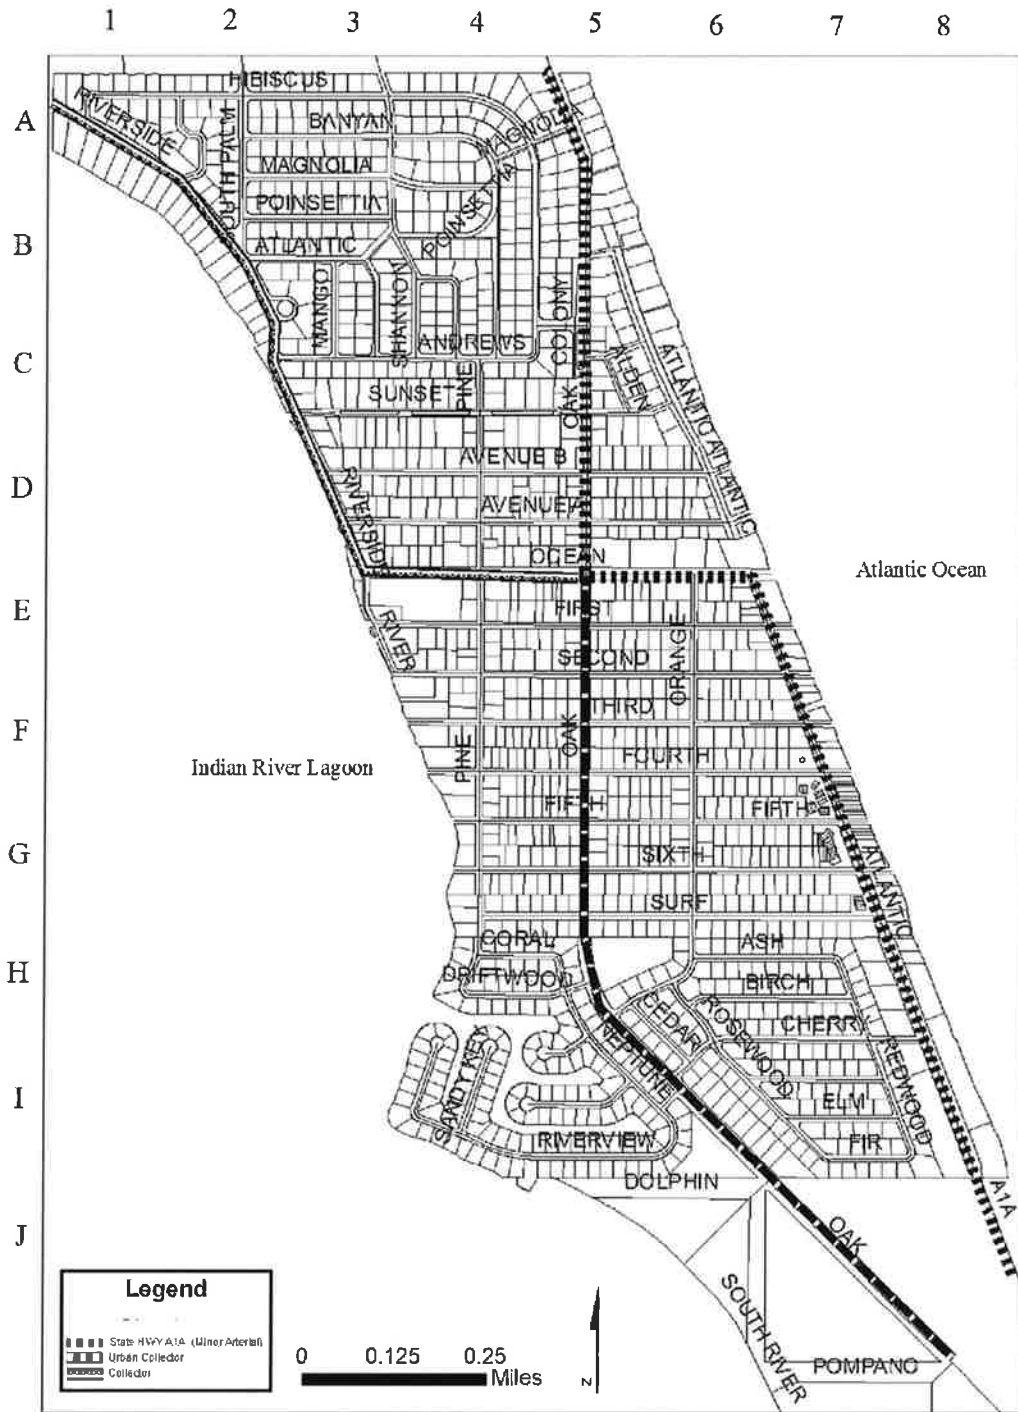 1 2 3 4 5 6 7 8
A
B
C
D
E
F
G
H
I
J
HIBISCUS
RIVERSIDE
BANYAN
MAGNOLIA
MAGNOLIA
POINSETTIA
POINSETTIA
ATLANTIC
MANGO
SHANNON
COLONY
ANDREWS
ALDEN
ATLANTIC
ATLANTIC
ATLANTIC
SUNSET
PINE
OAK
AVENUE B
AVENUE A
RIVERSIDE
OCEAN
Atlantic Ocean
FIRST
RIVER
SECOND
ORANGE
THIRD
OAK
FOURTH
PINE
Indian River Lagoon
FIFTH
FIFTH
SIXTH
ATLANTIC
SURF
CORAL
ASH
DRIFTWOOD
BIRCH
CEDAR
ROSEWOOD
CHERRY
NEPTUNE
REDWOOD
SANDY KEY
ELM
RIVERVIEW
FIR
DOLPHIN
A1A
OAK
SOUTH RIVER
POMPANO
Legend
State HWY A1A (Minor Arterial)
Urban Collector
Collector
0 0.125 0.25
Miles
N